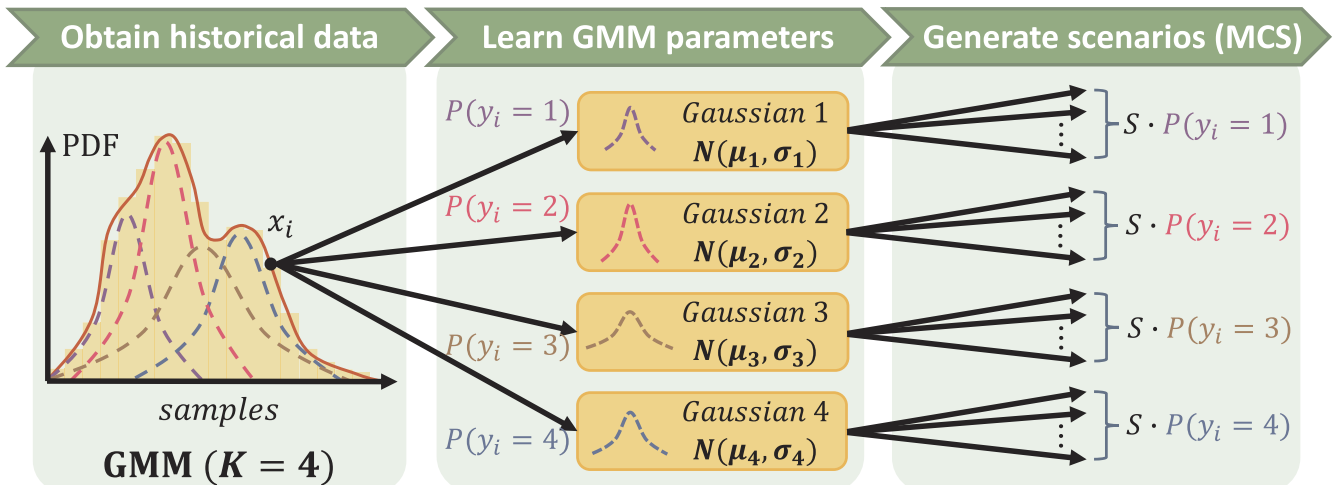 Obtain historical data
Learn GMM parameters
Generate scenarios (MCS)
PDF
x_i
samples
GMM (K = 4)
P(y_i = 1)
Gaussian 1
N(μ_1, σ_1)
S · P(y_i = 1)
P(y_i = 2)
Gaussian 2
N(μ_2, σ_2)
S · P(y_i = 2)
P(y_i = 3)
Gaussian 3
N(μ_3, σ_3)
S · P(y_i = 3)
P(y_i = 4)
Gaussian 4
N(μ_4, σ_4)
S · P(y_i = 4)